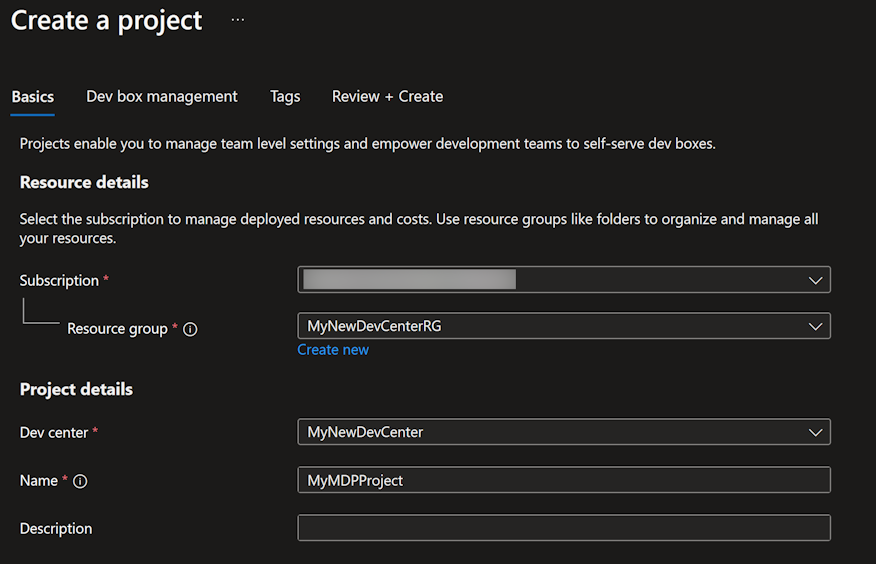 Create a project ...
Basics Dev box management Tags Review + Create
Projects enable you to manage team level settings and empower development teams to self-serve dev boxes.
Resource details
Select the subscription to manage deployed resources and costs. Use resource groups like folders to organize and manage all
your resources.
Subscription *
Resource group * MyNewDevCenterRG
Create new
Project details
Dev center * MyNewDevCenter
Name * MyMDPProject
Description